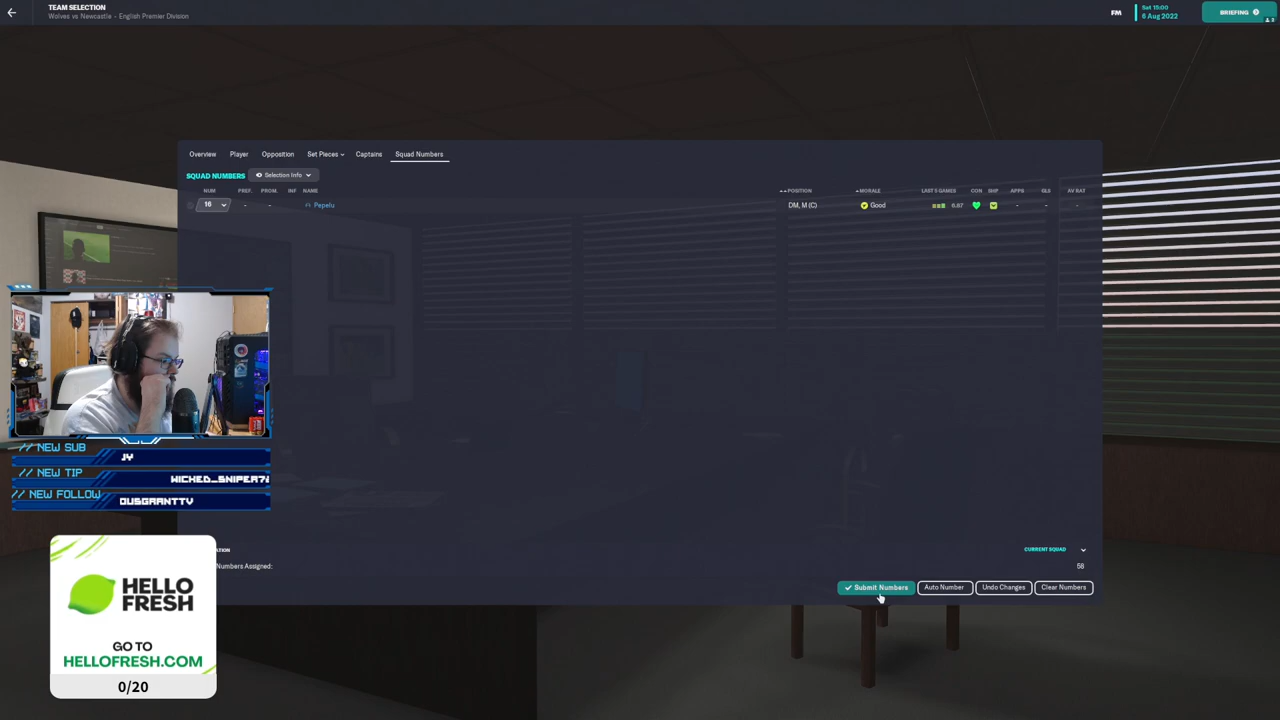 TEAM SELECTION
Wolves vs Newcastle - English Premier Division
FM
Sat 15:00
6 Aug 2022
BRIEFING
Overview Player Opposition Set Pieces Captains Squad Numbers
SQUAD NUMBERS Selection Info
NUM PREF. PROM. INF NAME POSITION MORALE LAST 5 GAMES CON SHP APPS GLS AV RAT
16 - - Pepelu DM, M (C) Good 6.67 - - -
CURRENT SQUAD
Numbers Assigned: 58
Submit Numbers Auto Number Undo Changes Clear Numbers
// NEW SUB
JY
// NEW TIP
// NEW FOLLOW
OUSGRANTTV
HELLO
FRESH
GO TO
HELLOFRESH.COM
0/20